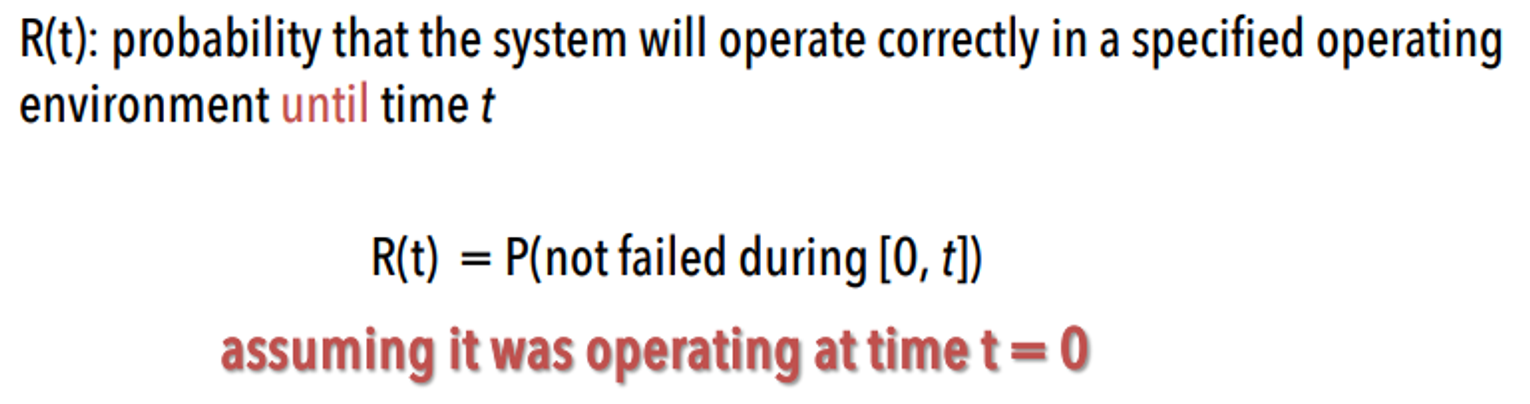 R(t): probability that the system will operate correctly in a specified operating
environment until time t
R(t) = P(not failed during [0, t])
assuming it was operating at time t = 0